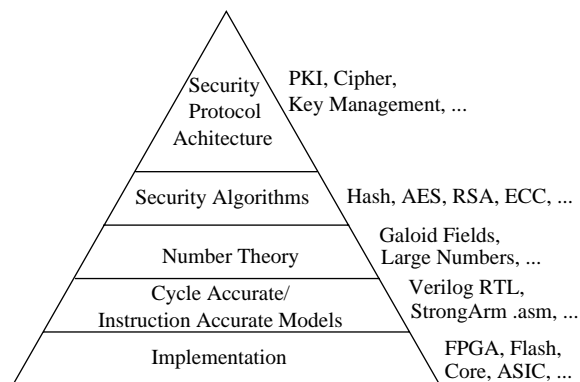 Security
Protocol
Achitecture
PKI, Cipher,
Key Management, ...
Security Algorithms
Hash, AES, RSA, ECC, ...
Number Theory
Galoid Fields,
Large Numbers, ...
Cycle Accurate/
Instruction Accurate Models
Verilog RTL,
StrongArm .asm, ...
Implementation
FPGA, Flash,
Core, ASIC, ...